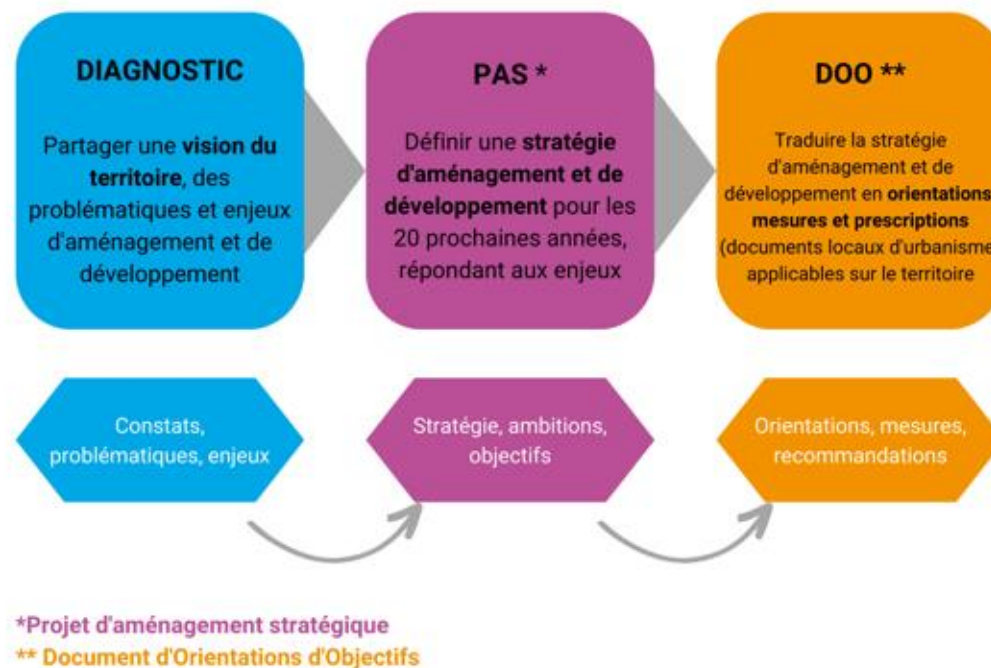 DIAGNOSTIC
Partager une vision du
territoire, des
problématiques et enjeux
d'aménagement et de
développement
PAS *
Définir une stratégie
d'aménagement et de
développement pour les
20 prochaines années,
répondant aux enjeux
DOO **
Traduire la stratégie
d'aménagement et de
développement en orientations
mesures et prescriptions
(documents locaux d'urbanisme
applicables sur le territoire
Constats,
problématiques, enjeux
Stratégie, ambitions,
objectifs
Orientations, mesures,
recommandations
*Projet d'aménagement stratégique
** Document d'Orientations d'Objectifs